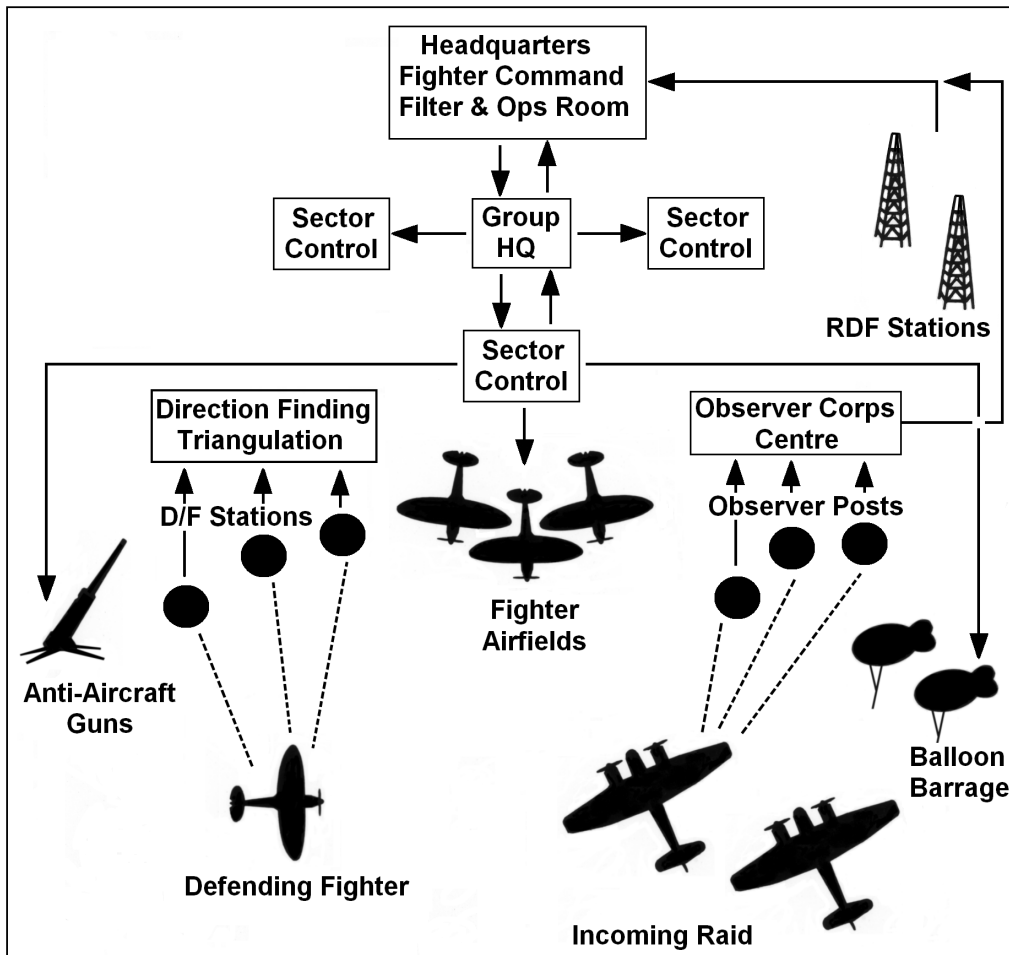 Headquarters
Fighter Command
Filter & Ops Room
Sector
Control
Group
HQ
Sector
Control
RDF Stations
Sector
Control
Direction Finding
Triangulation
Observer Corps
Centre
D/F Stations
Observer Posts
Fighter
Airfields
Anti-Aircraft
Guns
Balloon
Barrage
Defending Fighter
Incoming Raid